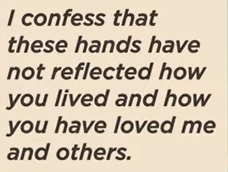 I confess that
these hands have
not reflected how
you lived and how
you have loved me
and others.